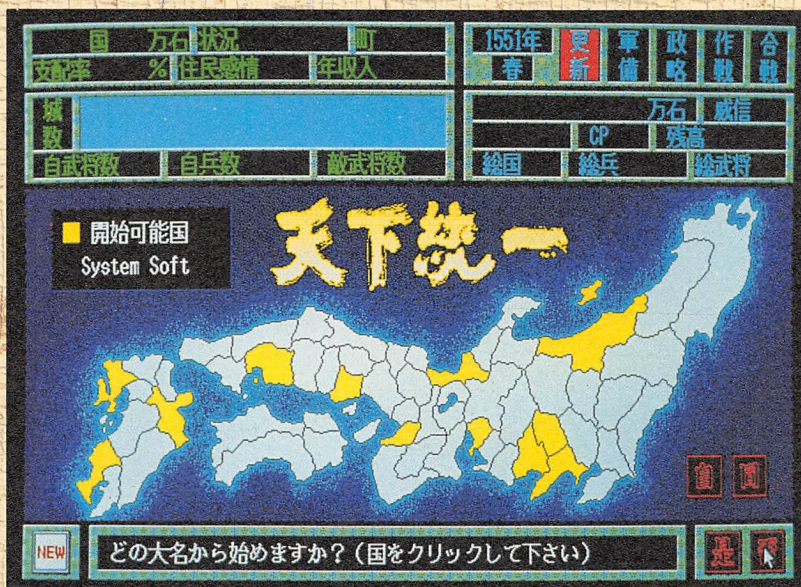 国 万石 状況 町
支配率 % 住民感情 年収入
城数
自武将数 自兵数 敵武将数
1551年 春 更新 軍備 政略 作戦 合戦
万石 威信
CP 残高
総国 総兵 総武将
開始可能国
System Soft
天下統一
NEW
どの大名から始めますか?(国をクリックして下さい)